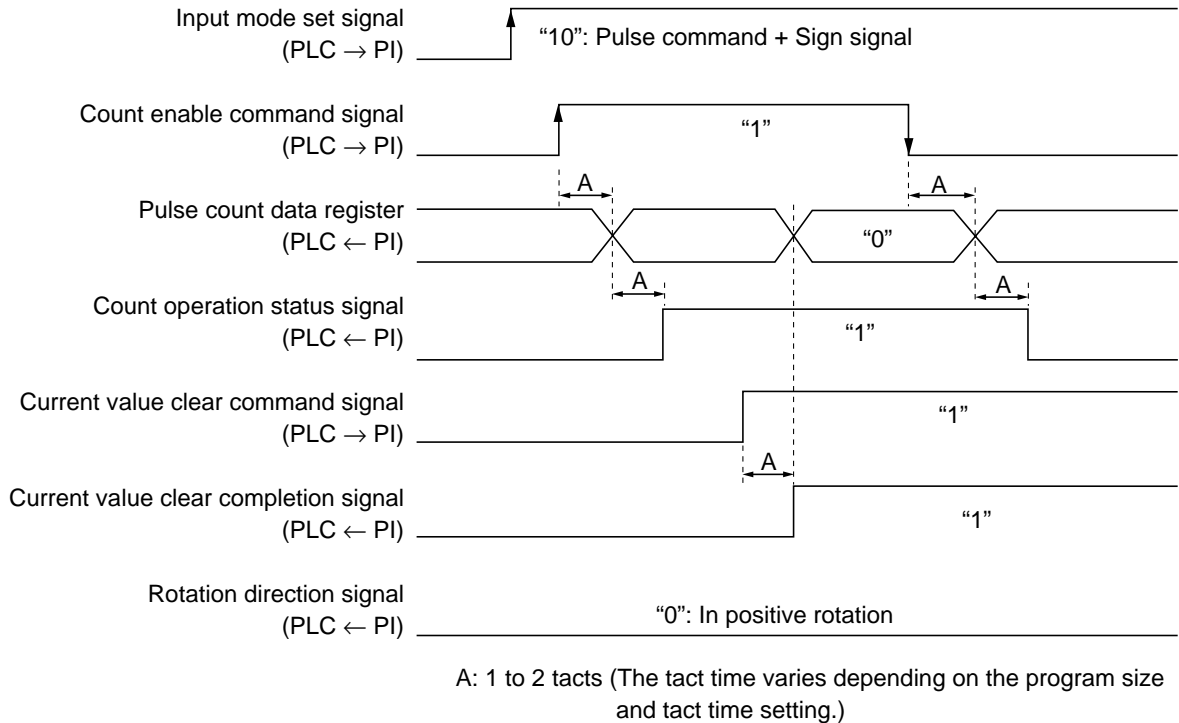 Input mode set signal
(PLC → PI)
“10”: Pulse command + Sign signal
Count enable command signal
(PLC → PI)
“1”
A
A
Pulse count data register
(PLC ← PI)
“0”
A
A
Count operation status signal
(PLC ← PI)
“1”
Current value clear command signal
(PLC → PI)
“1”
A
Current value clear completion signal
(PLC ← PI)
“1”
Rotation direction signal
(PLC ← PI)
“0”: In positive rotation
A: 1 to 2 tacts (The tact time varies depending on the program size
and tact time setting.)